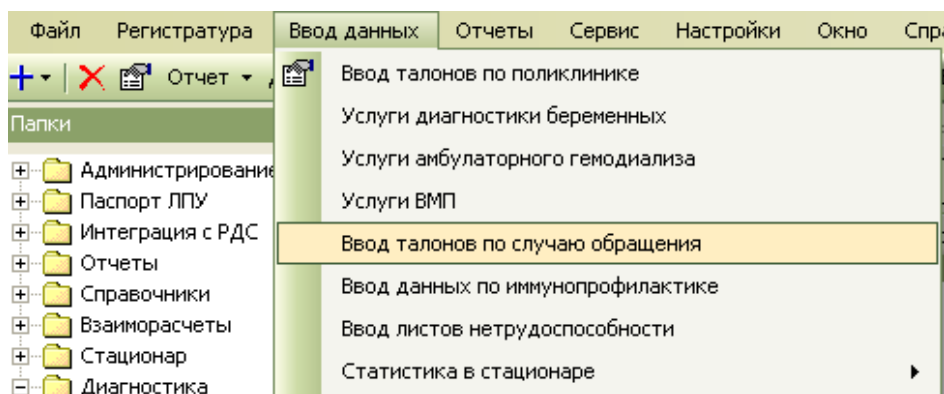 Файл Регистратура Ввод данных Отчеты Сервис Настройки Окно
Отчет
Папки
Администрирование
Паспорт ЛПУ
Интеграция с РДС
Отчеты
Справочники
Взаиморасчеты
Стационар
Диагностика
Ввод талонов по поликлинике
Услуги диагностики беременных
Услуги амбулаторного гемодиализа
Услуги ВМП
Ввод талонов по случаю обращения
Ввод данных по иммунопрофилактике
Ввод листов нетрудоспособности
Статистика в стационаре